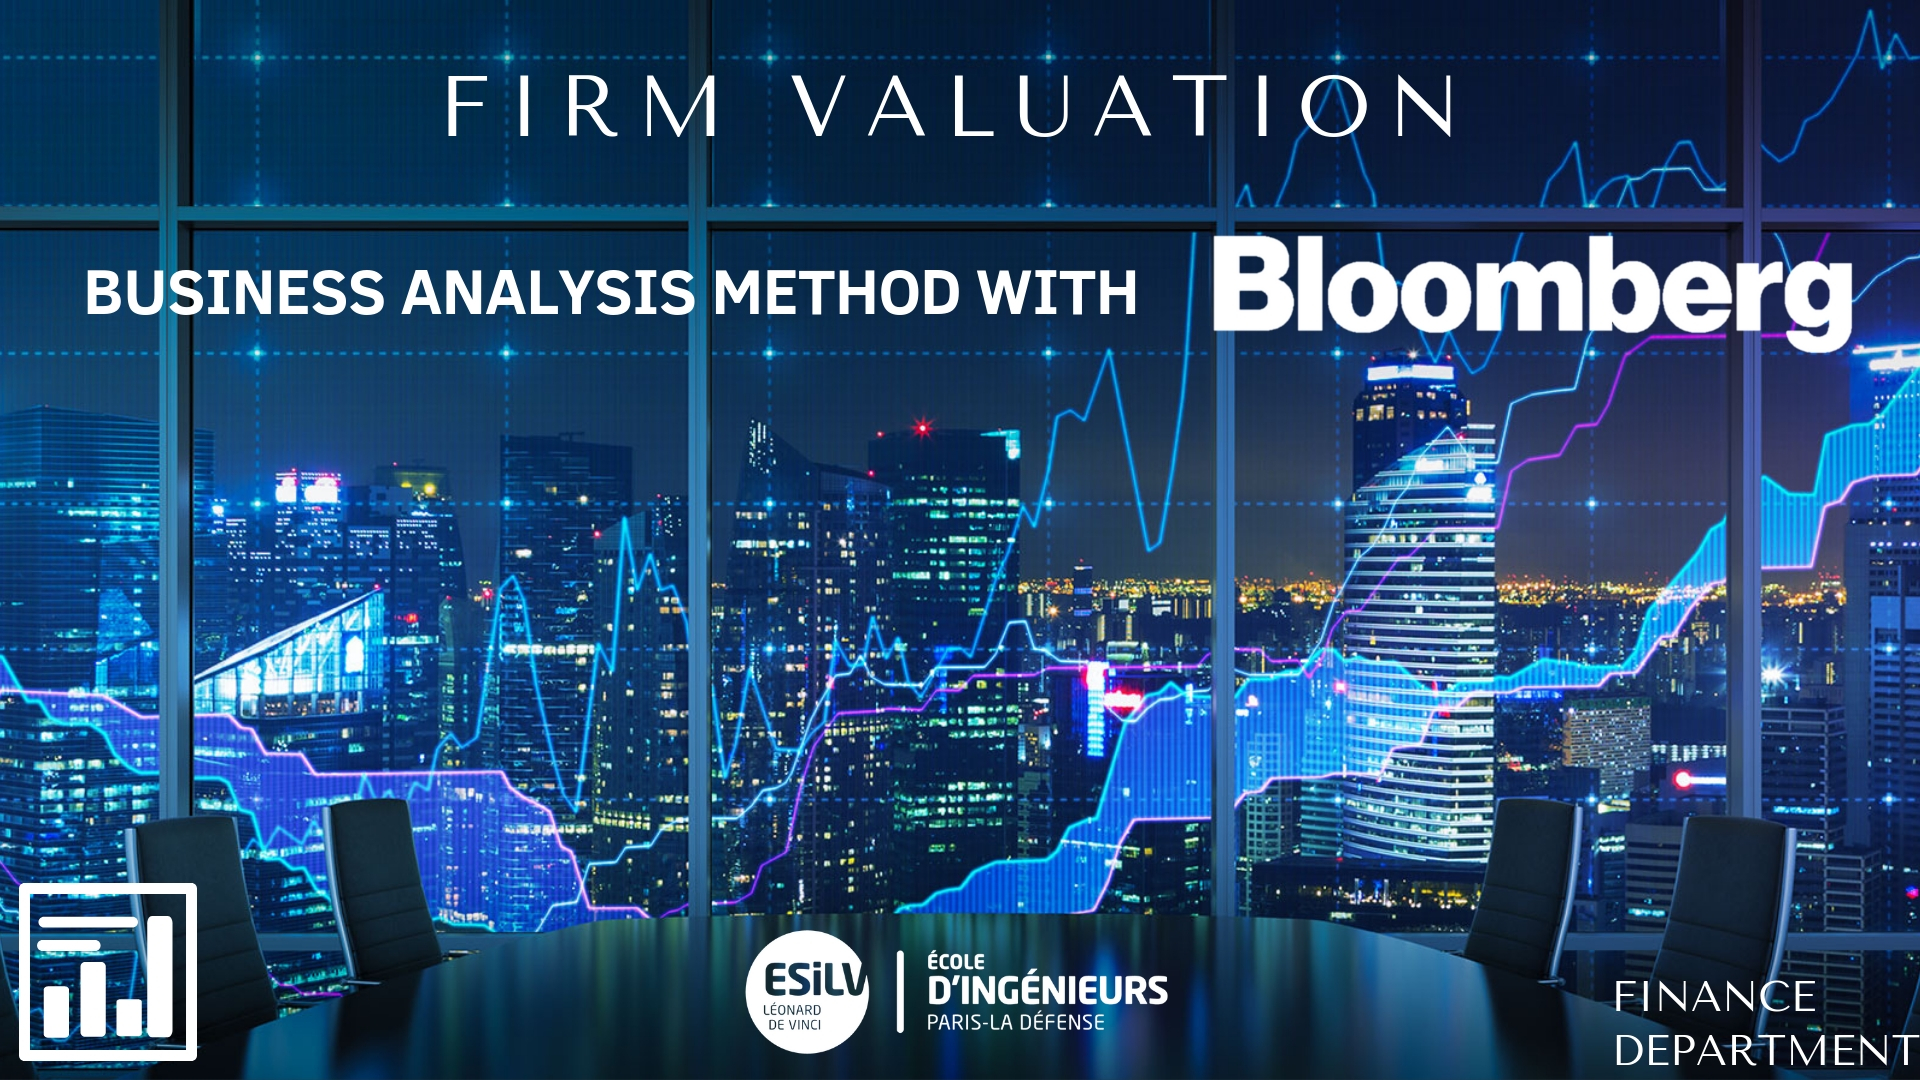 FIRM VALUATION
BUSINESS ANALYSIS METHOD WITH Bloomberg
ESiLV
LÉONARD
DE VINCI
ÉCOLE
D'INGÉNIEURS
PARIS-LA DÉFENSE
FINANCE
DEPARTMENT